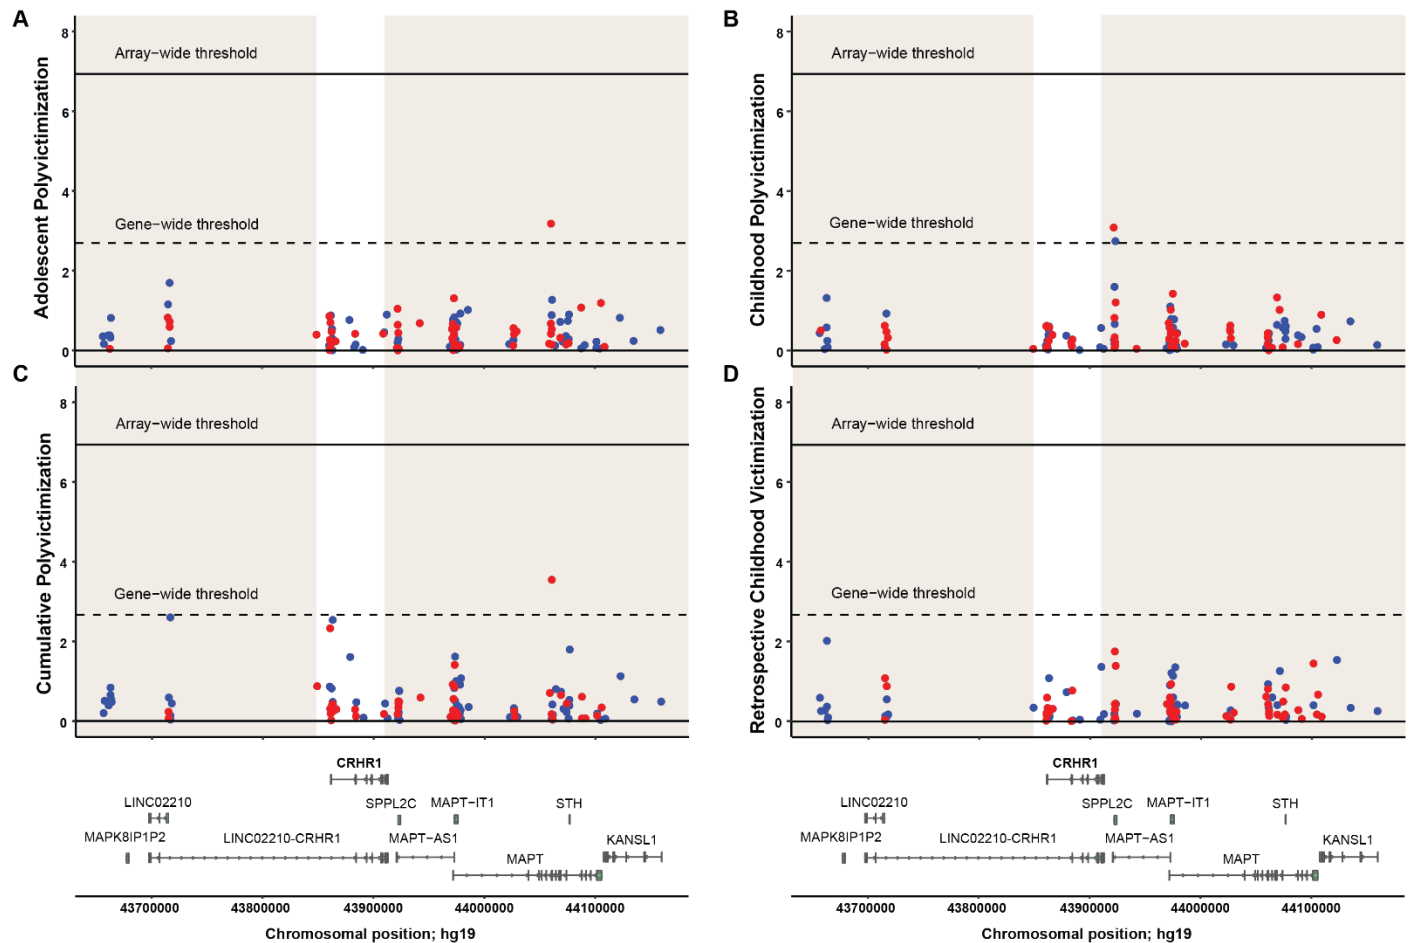 A
B
8
Array−wide threshold
6
4
Gene−wide threshold
2
0
Adolescent Polyvictimization
8
Array−wide threshold
6
4
Gene−wide threshold
2
0
Childhood Polyvictimization
C
D
8
Array−wide threshold
6
4
Gene−wide threshold
2
0
Cumulative Polyvictimization
8
Array−wide threshold
6
4
Gene−wide threshold
2
0
Retrospective Childhood Victimization
CRHR1
LINC02210
SPPL2C
MAPT−IT1
STH
MAPK8IP1P2
LINC02210-CRHR1
MAPT−AS1
KANSL1
MAPT
43700000
43800000
43900000
44000000
44100000
Chromosomal position; hg19
CRHR1
LINC02210
SPPL2C
MAPT−IT1
STH
MAPK8IP1P2
LINC02210-CRHR1
MAPT−AS1
KANSL1
MAPT
43700000
43800000
43900000
44000000
44100000
Chromosomal position; hg19